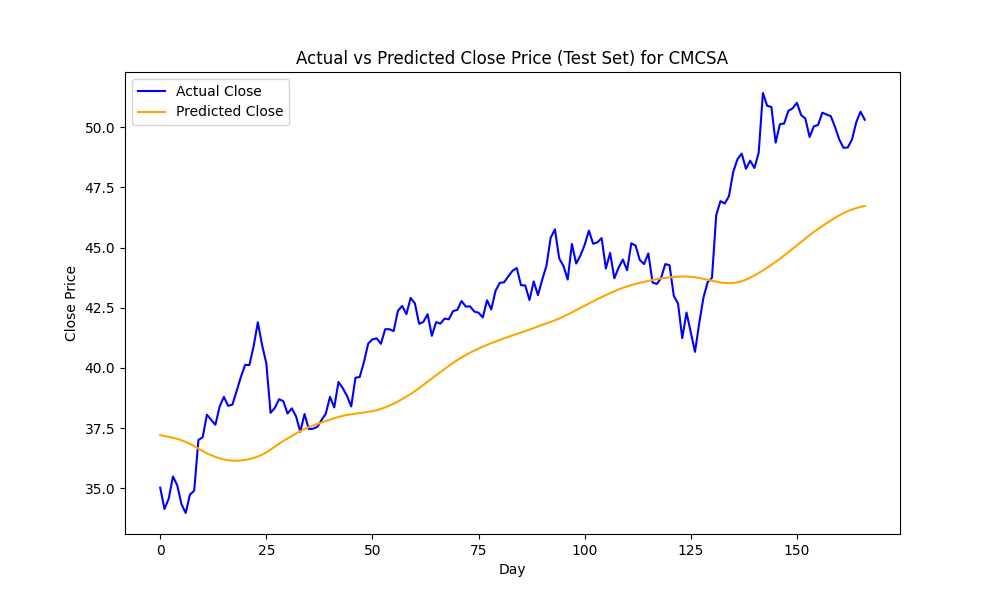 Actual vs Predicted Close Price (Test Set) for CMCSA
Actual Close
Predicted Close
Close Price
50.0
47.5
45.0
42.5
40.0
37.5
35.0
0 25 50 75 100 125 150
Day